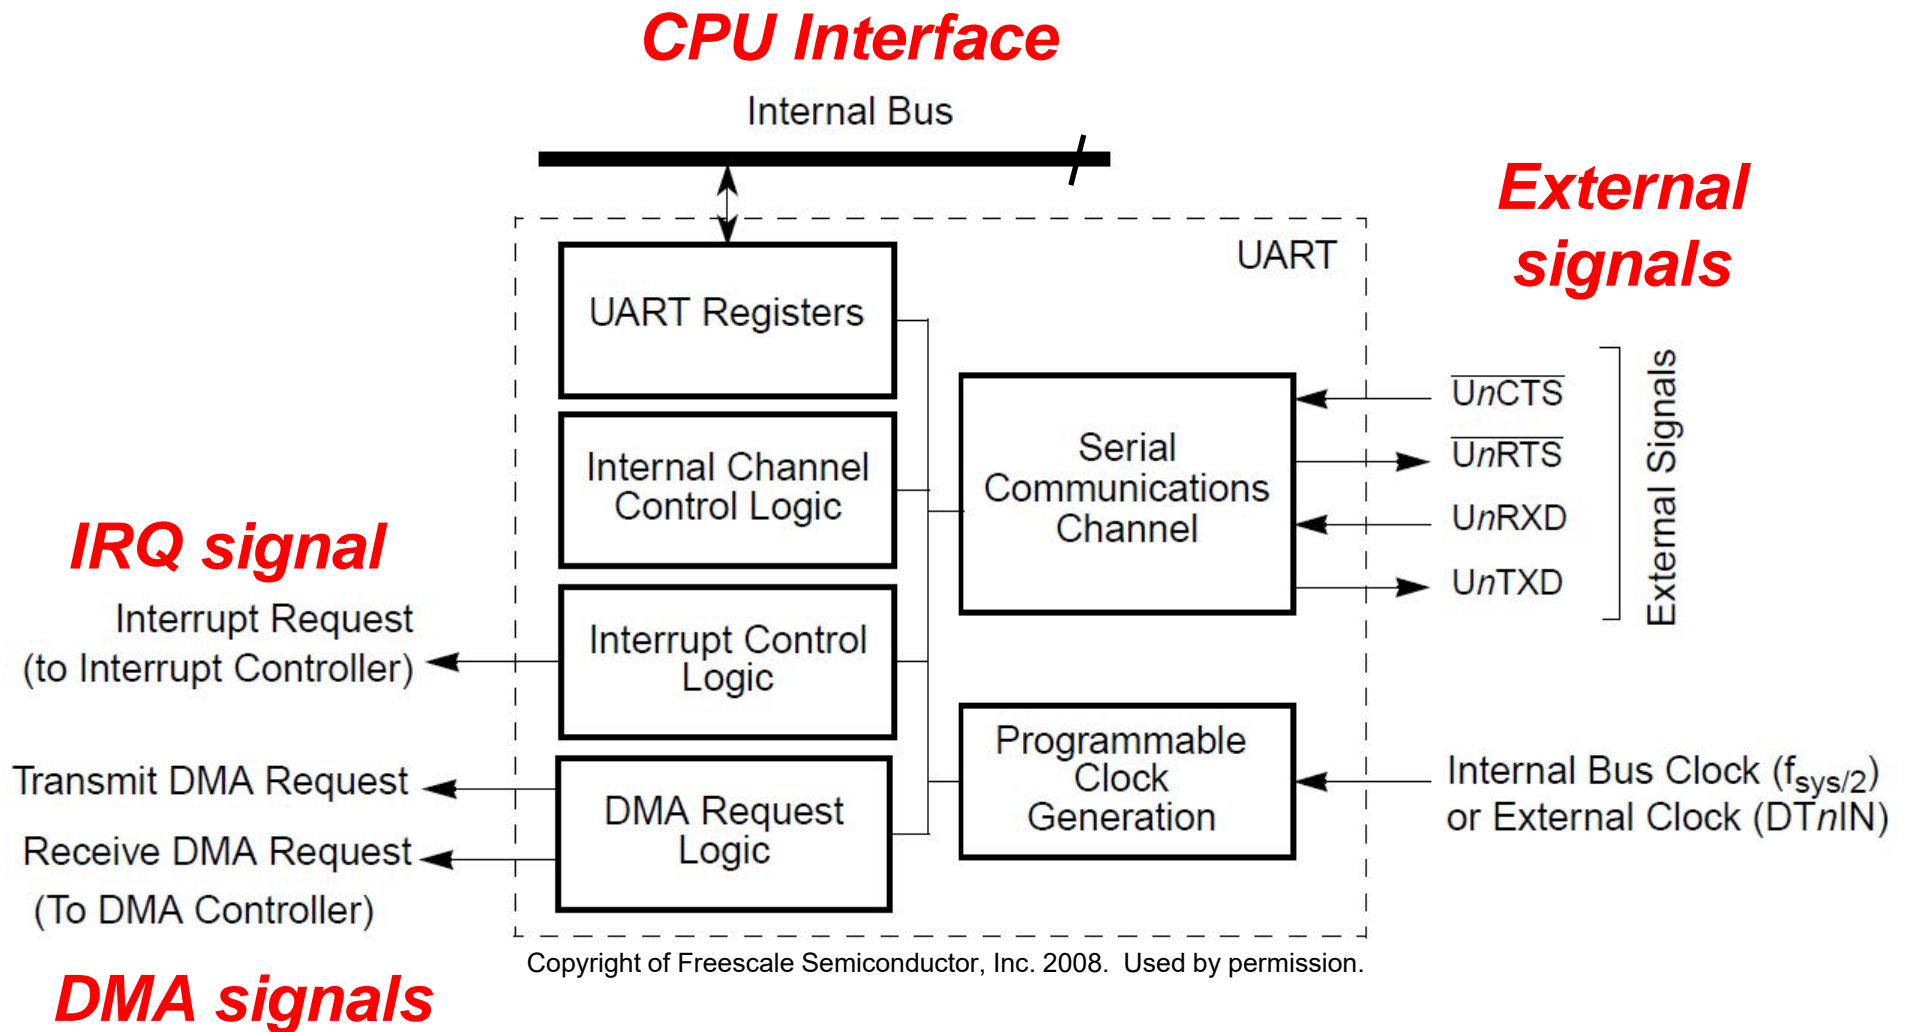 CPU Interface
Internal Bus
External
signals
UART
UART Registers
Internal Channel
Control Logic
Serial
Communications
Channel
U̅n̅C̅T̅S̅
U̅n̅R̅T̅S̅
UnRXD
UnTXD
External Signals
IRQ signal
Interrupt Request
(to Interrupt Controller)
Interrupt Control
Logic
Programmable
Clock
Generation
Internal Bus Clock (fsys/2)
or External Clock (DTnIN)
Transmit DMA Request
Receive DMA Request
(To DMA Controller)
DMA Request
Logic
Copyright of Freescale Semiconductor, Inc. 2008.  Used by permission.
DMA signals